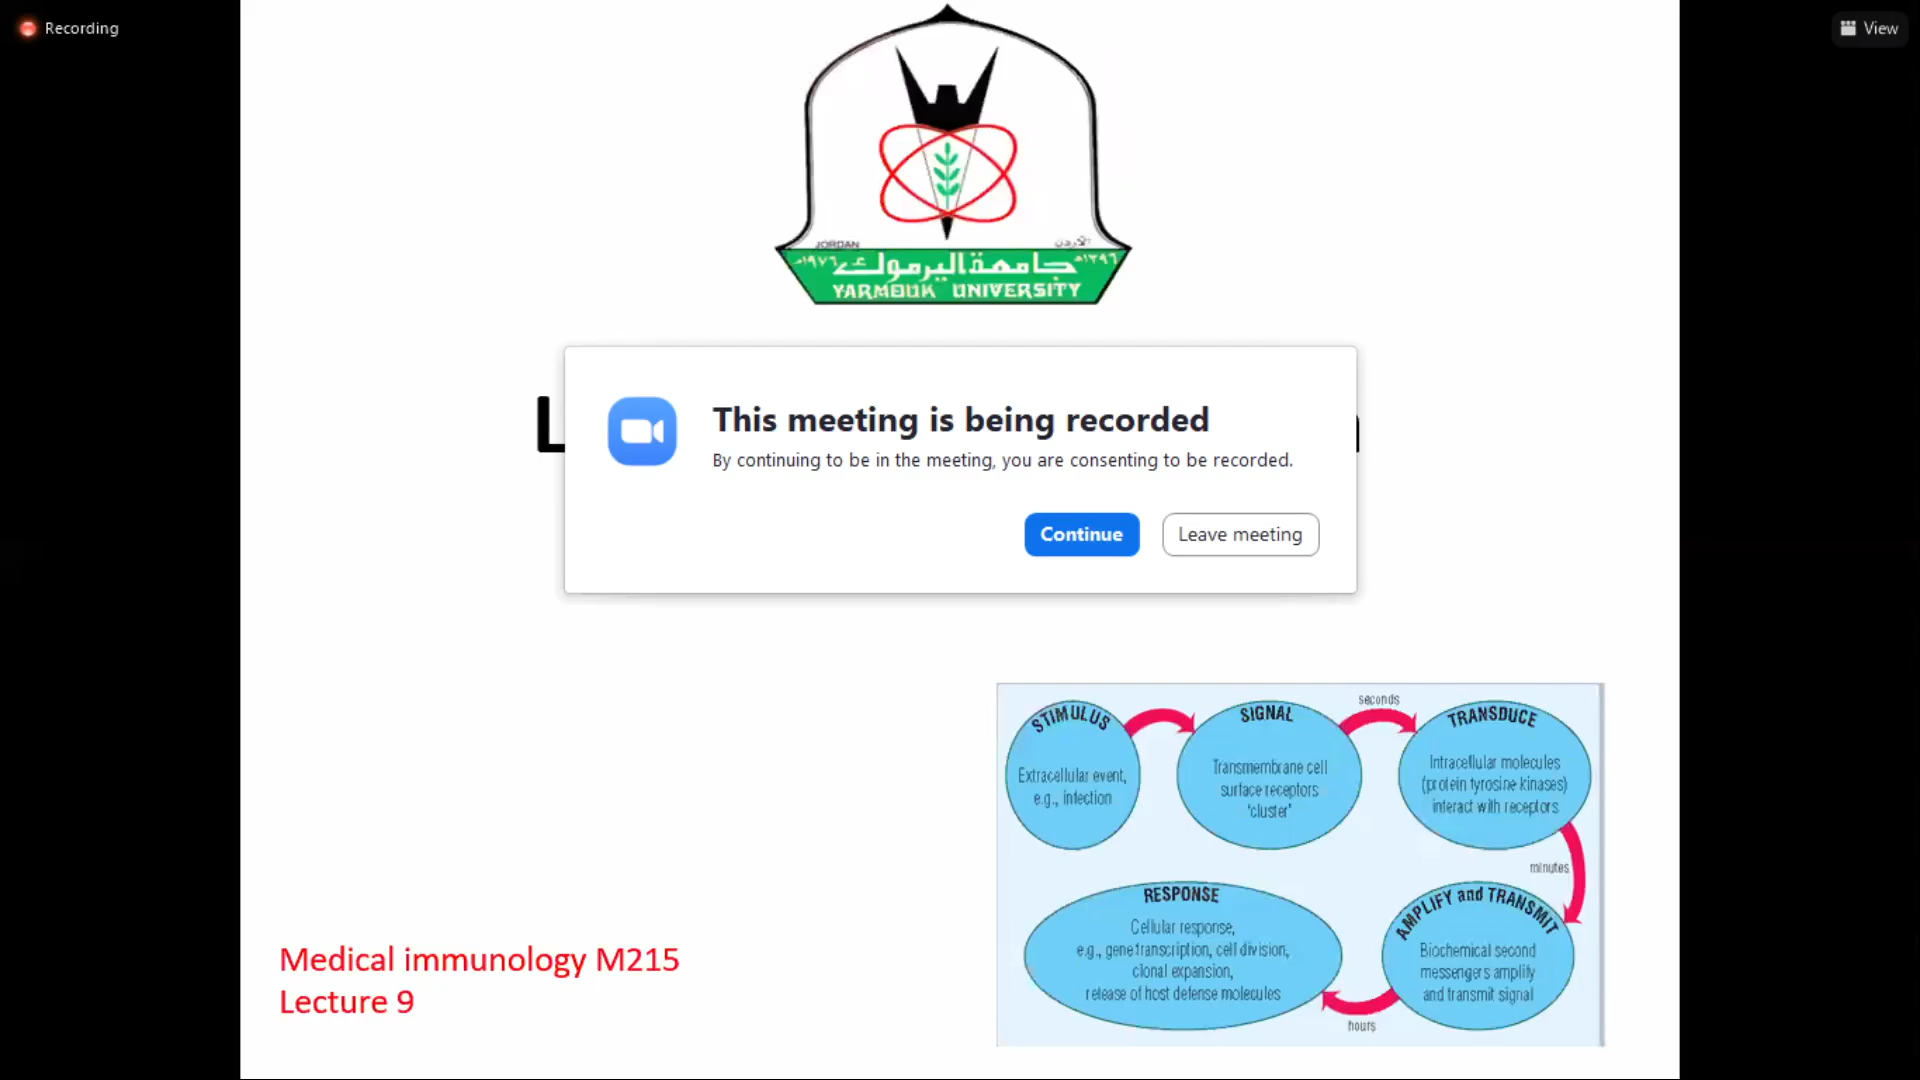 Recording
View
JORDAN
الأردن
١٩٧٦م جامعة اليرموك ١٣٩٦هـ
YARMOUK UNIVERSITY
This meeting is being recorded
By continuing to be in the meeting, you are consenting to be recorded.
Continue
Leave meeting
STIMULUS
Extracellular event,
e.g., infection
SIGNAL
Transmembrane cell
surface receptors
'cluster'
seconds
TRANSDUCE
Intracellular molecules
(protein tyrosine kinases)
interact with receptors
minutes
AMPLIFY and TRANSMIT
Biochemical second
messengers amplify
and transmit signal
hours
RESPONSE
Cellular response,
e.g., gene transcription, cell division,
clonal expansion,
release of host defense molecules
Medical immunology M215
Lecture 9